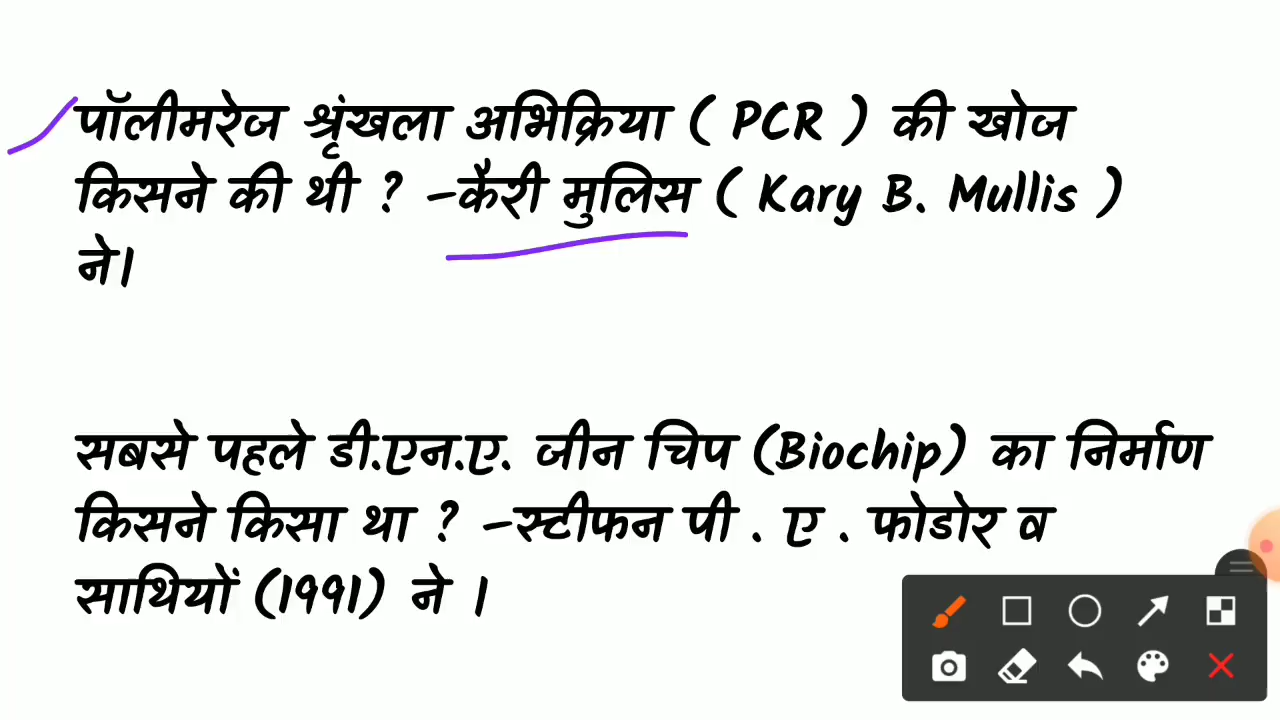 पॉलीमरेज श्रृंखला अभिक्रिया ( PCR ) की खोज
किसने की थी ? -कैरी मुलिस ( Kary B. Mullis )
ने।
सबसे पहले डी.एन.ए. जीन चिप (Biochip) का निर्माण
किसने किसा था ? -स्टीफन पी . ए . फोडोर व
साथियों (1991) ने ।